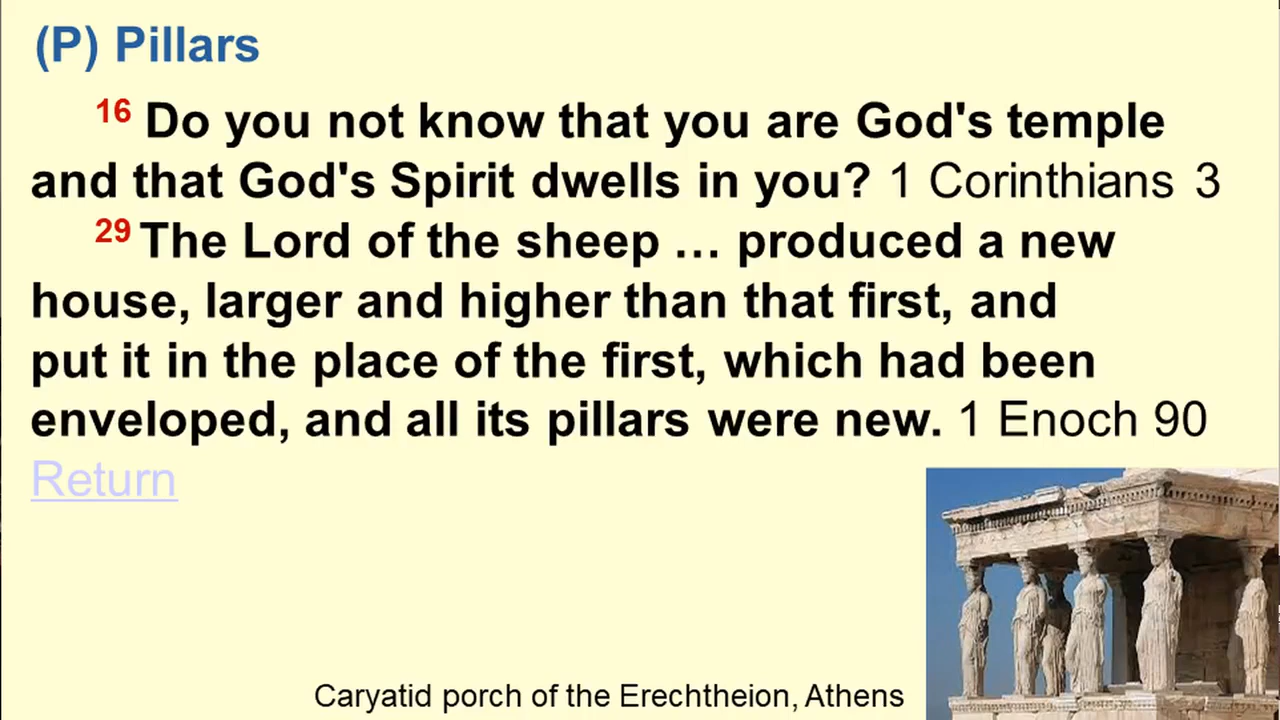 (P) Pillars
16 Do you not know that you are God's temple
and that God's Spirit dwells in you? 1 Corinthians 3
29 The Lord of the sheep … produced a new
house, larger and higher than that first, and
put it in the place of the first, which had been
enveloped, and all its pillars were new. 1 Enoch 90
Return
Caryatid porch of the Erechtheion, Athens